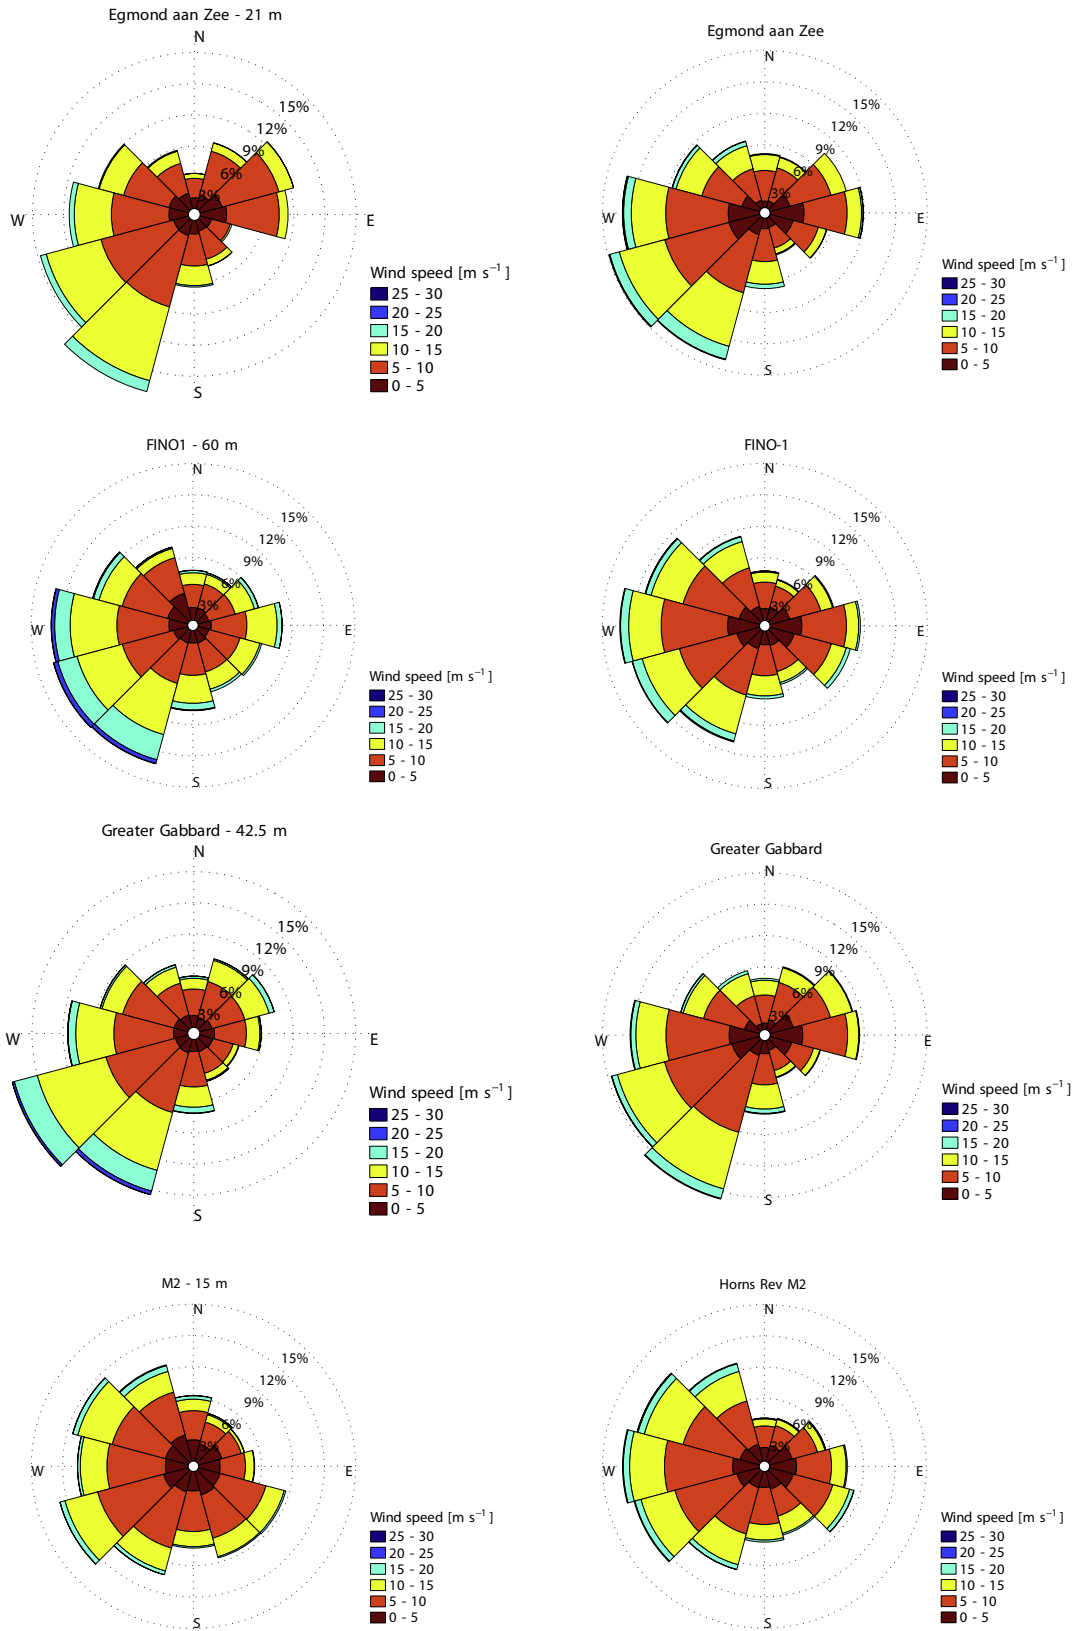 Egmond aan Zee - 21 m
N
15%
12%
9%
6%
3%
W
E
S
Wind speed [m s⁻¹]
25 - 30
20 - 25
15 - 20
10 - 15
5 - 10
0 - 5
Egmond aan Zee
N
15%
12%
9%
6%
3%
W
E
S
Wind speed [m s⁻¹]
25 - 30
20 - 25
15 - 20
10 - 15
5 - 10
0 - 5
FINO1 - 60 m
N
15%
12%
9%
6%
3%
W
E
S
Wind speed [m s⁻¹]
25 - 30
20 - 25
15 - 20
10 - 15
5 - 10
0 - 5
FINO-1
N
15%
12%
9%
6%
3%
W
E
S
Wind speed [m s⁻¹]
25 - 30
20 - 25
15 - 20
10 - 15
5 - 10
0 - 5
Greater Gabbard - 42.5 m
N
15%
12%
9%
6%
3%
W
E
S
Wind speed [m s⁻¹]
25 - 30
20 - 25
15 - 20
10 - 15
5 - 10
0 - 5
Greater Gabbard
N
15%
12%
9%
6%
3%
W
E
S
Wind speed [m s⁻¹]
25 - 30
20 - 25
15 - 20
10 - 15
5 - 10
0 - 5
M2 - 15 m
N
15%
12%
9%
6%
3%
W
E
S
Wind speed [m s⁻¹]
25 - 30
20 - 25
15 - 20
10 - 15
5 - 10
0 - 5
Horns Rev M2
N
15%
12%
9%
6%
3%
W
E
S
Wind speed [m s⁻¹]
25 - 30
20 - 25
15 - 20
10 - 15
5 - 10
0 - 5